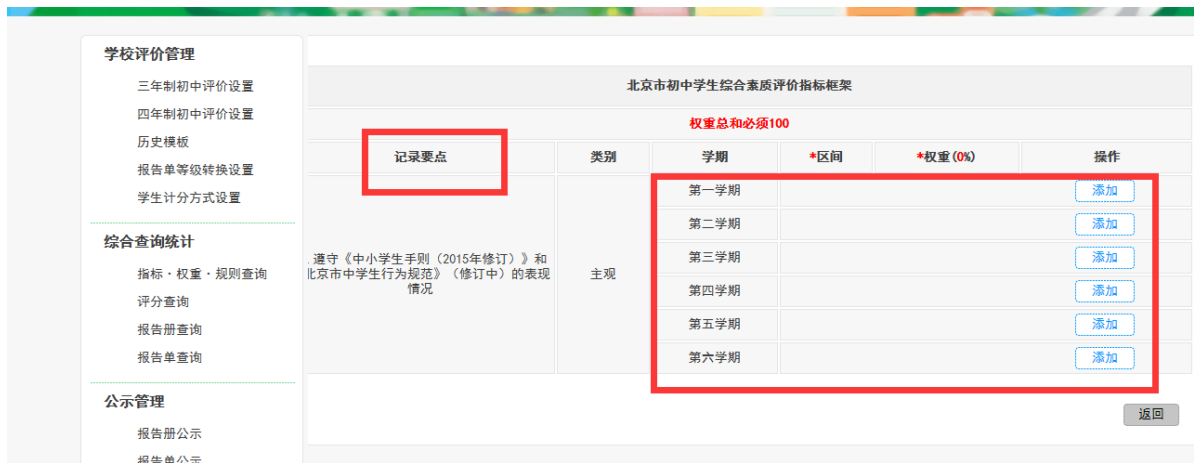 学校评价管理
三年制初中评价设置
四年制初中评价设置
历史模板
报告单等级转换设置
学生计分方式设置
综合查询统计
指标·权重·规则查询
评分查询
报告册查询
报告单查询
公示管理
报告册公示
报告单公示
北京市初中学生综合素质评价指标框架
权重总和必须100
记录要点 类别 学期 *区间 *权重(0%) 操作
遵守《中小学生手则（2015年修订）》和
北京市中学生行为规范》（修订中）的表现
情况
主观
第一学期 添加
第二学期 添加
第三学期 添加
第四学期 添加
第五学期 添加
第六学期 添加
返回